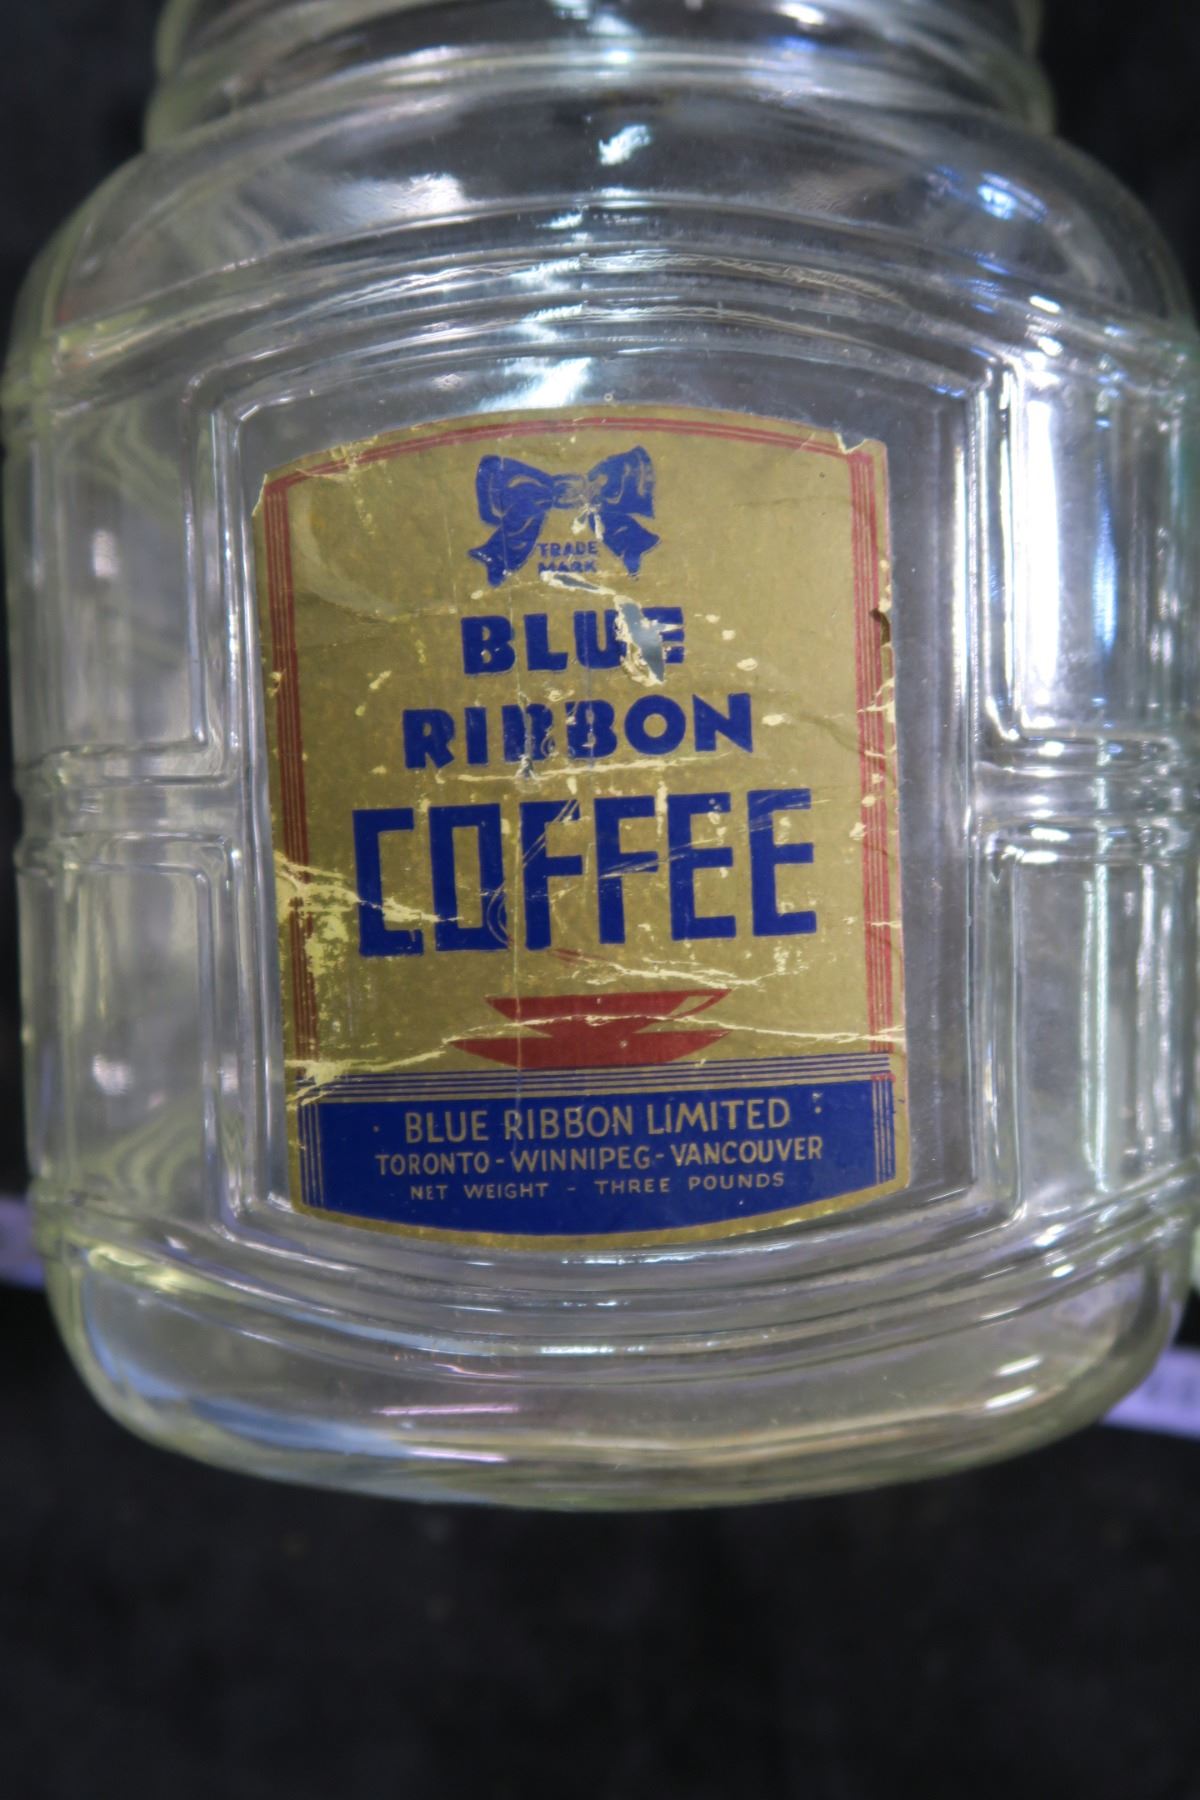 TRADE
MARK
BLUE
RIBBON
COFFEE
BLUE RIBBON LIMITED
TORONTO - WINNIPEG - VANCOUVER
NET WEIGHT - THREE POUNDS